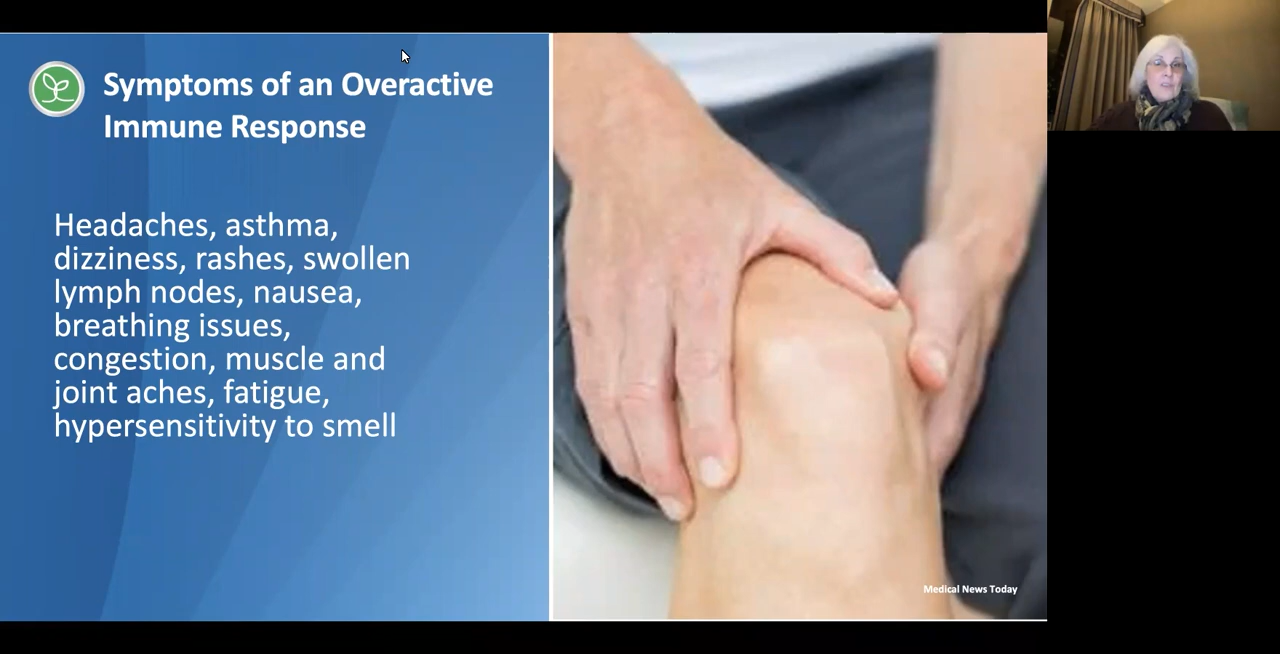 Symptoms of an Overactive
Immune Response
Headaches, asthma,
dizziness, rashes, swollen
lymph nodes, nausea,
breathing issues,
congestion, muscle and
joint aches, fatigue,
hypersensitivity to smell
Medical News Today